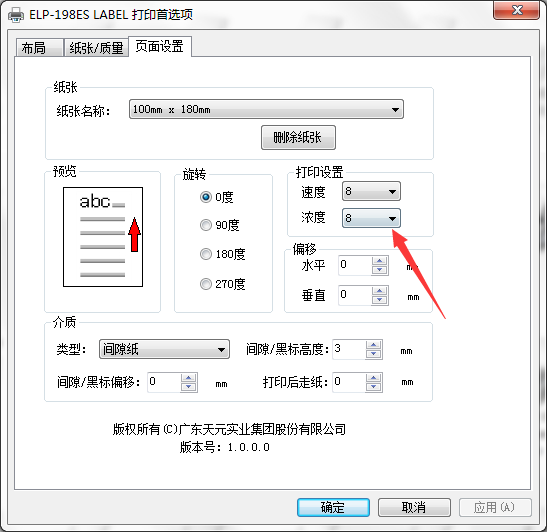 ELP-198ES LABEL 打印首选项
布局 纸张/质量 页面设置
纸张
纸张名称： 100mm x 180mm
删除纸张
预览 旋转 打印设置
abc
0度
90度
180度
270度
速度 8
浓度 8
偏移
水平 0
垂直 0 mm
介质
类型： 间隙纸 间隙/黑标高度： 3 mm
间隙/黑标偏移： 0 mm 打印后走纸： 0 mm
版权所有(C)广东天元实业集团股份有限公司
版本号：1.0.0.0
确定 取消 应用(A)